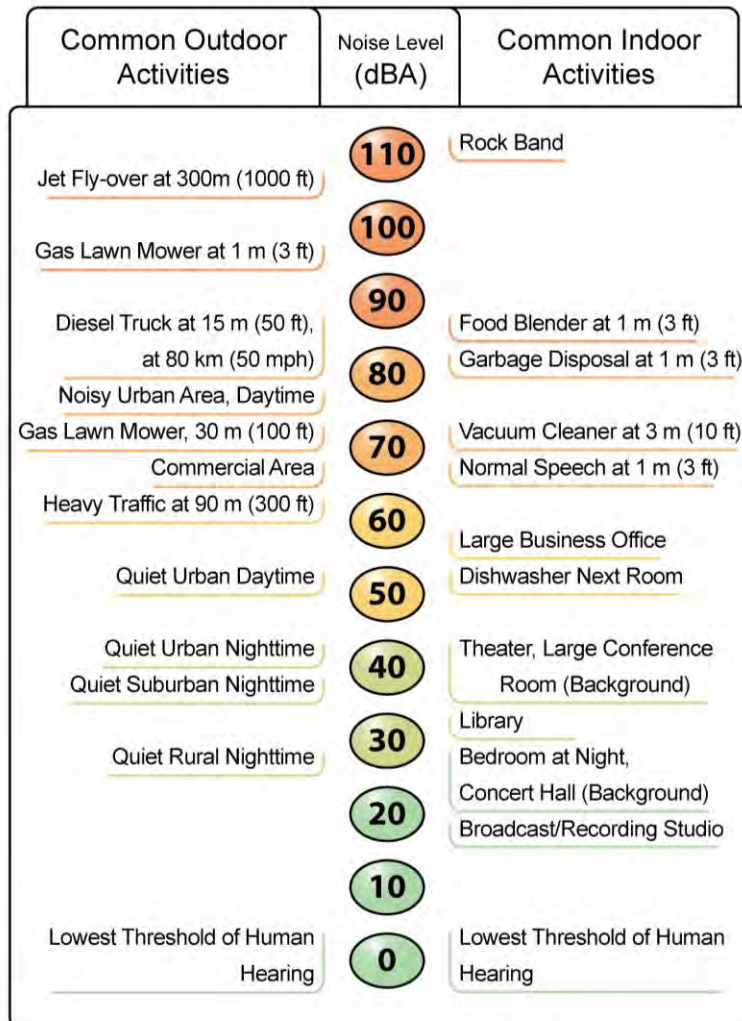 Common Outdoor
Activities
Noise Level
(dBA)
Common Indoor
Activities
110
Rock Band
Jet Fly-over at 300m (1000 ft)
100
Gas Lawn Mower at 1 m (3 ft)
90
Diesel Truck at 15 m (50 ft),
at 80 km (50 mph)
Food Blender at 1 m (3 ft)
80
Garbage Disposal at 1 m (3 ft)
Noisy Urban Area, Daytime
Gas Lawn Mower, 30 m (100 ft)
70
Vacuum Cleaner at 3 m (10 ft)
Commercial Area
Normal Speech at 1 m (3 ft)
Heavy Traffic at 90 m (300 ft)
60
Large Business Office
Quiet Urban Daytime
50
Dishwasher Next Room
Quiet Urban Nighttime
40
Theater, Large Conference
Room (Background)
Quiet Suburban Nighttime
Library
30
Quiet Rural Nighttime
Bedroom at Night,
Concert Hall (Background)
20
Broadcast/Recording Studio
10
Lowest Threshold of Human
Hearing
0
Lowest Threshold of Human
Hearing